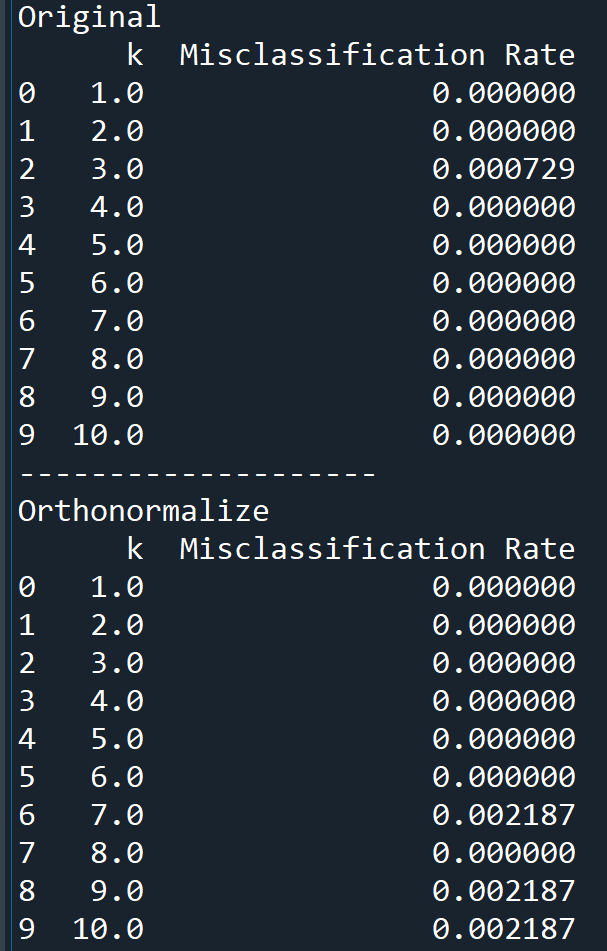 Original
k Misclassification Rate
0 1.0 0.000000
1 2.0 0.000000
2 3.0 0.000729
3 4.0 0.000000
4 5.0 0.000000
5 6.0 0.000000
6 7.0 0.000000
7 8.0 0.000000
8 9.0 0.000000
9 10.0 0.000000
--------------------
Orthonormalize
k Misclassification Rate
0 1.0 0.000000
1 2.0 0.000000
2 3.0 0.000000
3 4.0 0.000000
4 5.0 0.000000
5 6.0 0.000000
6 7.0 0.002187
7 8.0 0.000000
8 9.0 0.002187
9 10.0 0.002187